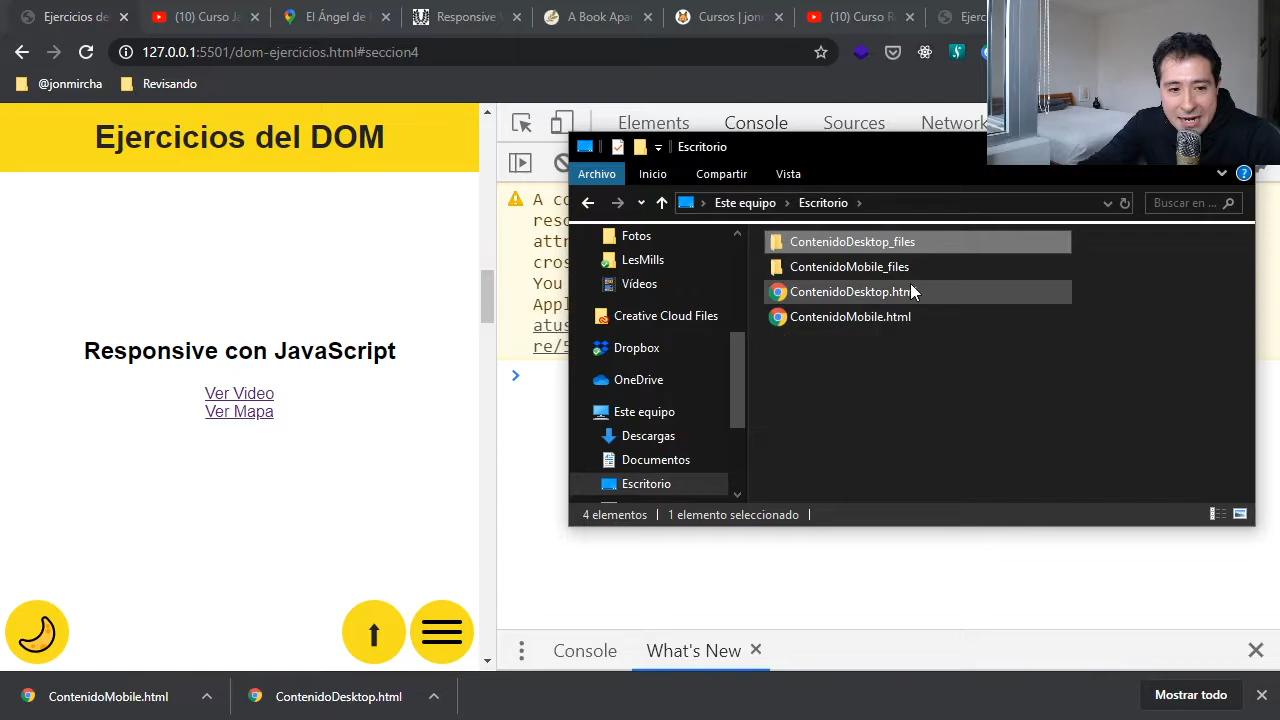 Ejercicios de
(10) Curso Ja
El Ángel de
Responsive
A Book Apa
Cursos | jon
(10) Curso R
Ejerc
127.0.0.1:5501/dom-ejercicios.html#seccion4
@jonmircha
Revisando
Ejercicios del DOM
Responsive con JavaScript
Ver Video
Ver Mapa
Elements
Console
Sources
Network
A co
reso
attr
cros
You
Appl
atus
re/5
Escritorio
Archivo
Inicio
Compartir
Vista
Este equipo
Escritorio
Buscar en ...
Fotos
LesMills
Vídeos
Creative Cloud Files
Dropbox
OneDrive
Este equipo
Descargas
Documentos
Escritorio
ContenidoDesktop_files
ContenidoMobile_files
ContenidoDesktop.htm
ContenidoMobile.html
4 elementos
1 elemento seleccionado
Console
What's New
ContenidoMobile.html
ContenidoDesktop.html
Mostrar todo